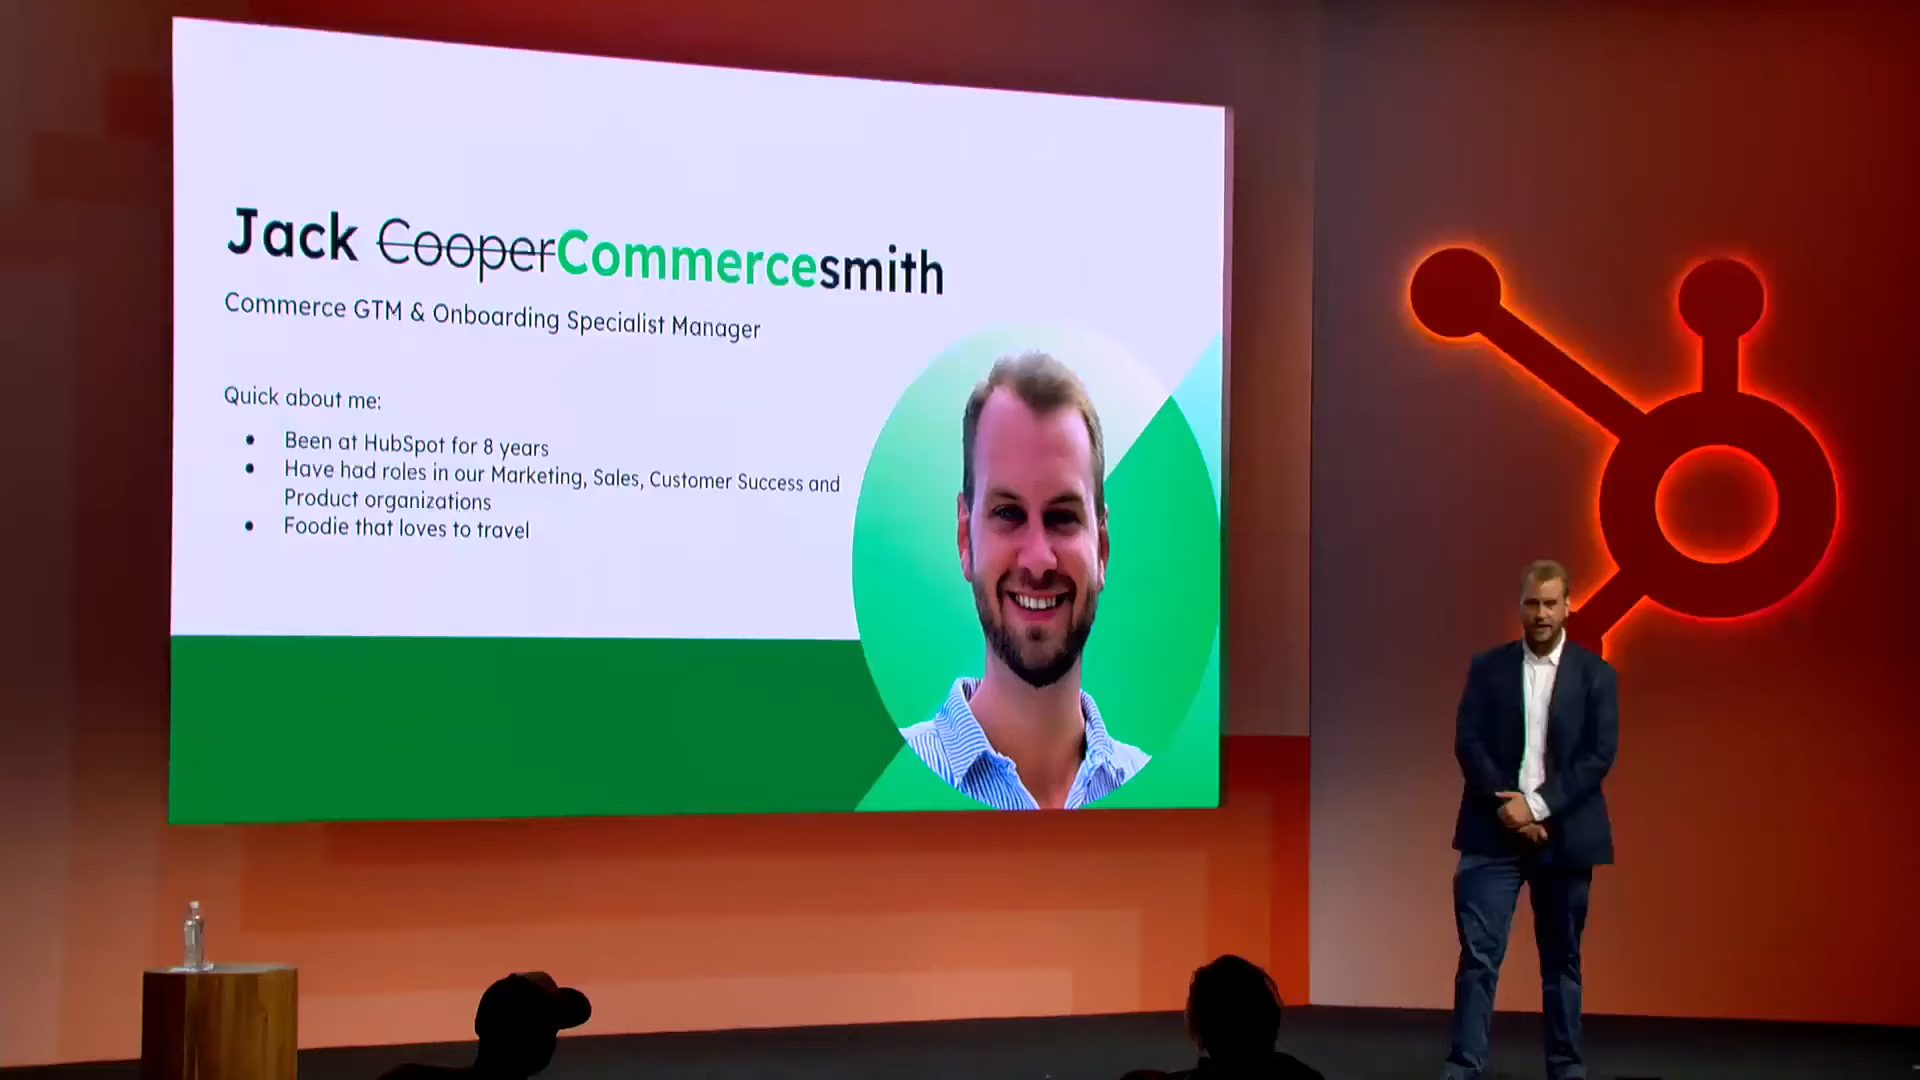 Jack CooperCommercesmith
Commerce GTM & Onboarding Specialist Manager
Quick about me:
● Been at HubSpot for 8 years
● Have had roles in our Marketing, Sales, Customer Success and
Product organizations
● Foodie that loves to travel